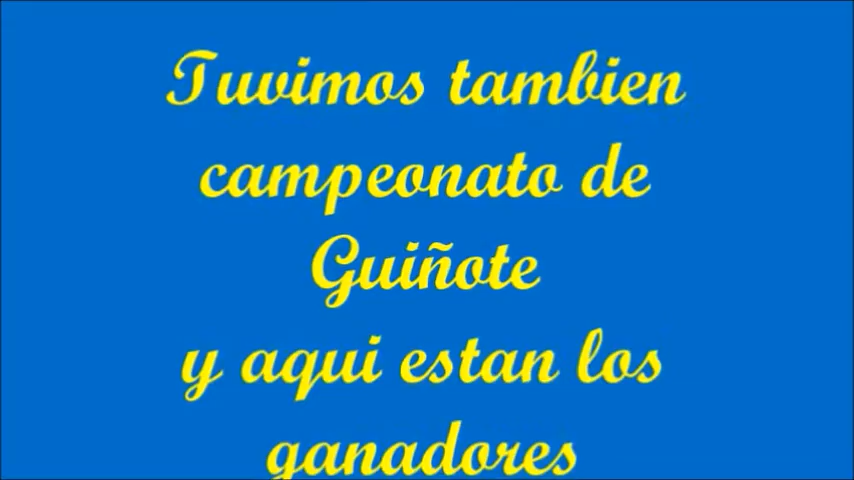 Tuvimos tambien
campeonato de
Guiñote
y aqui estan los
ganadores